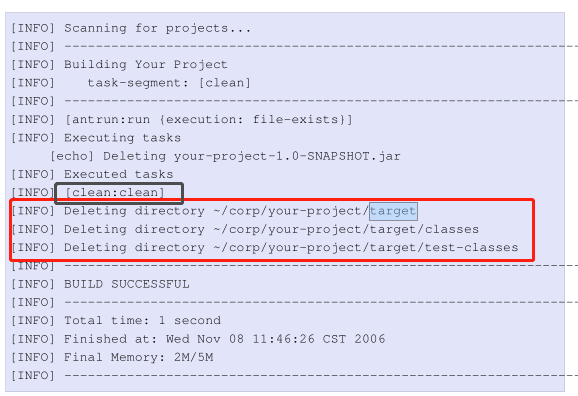 [INFO] Scanning for projects...
[INFO] ----------------------------------------------------------------
[INFO] Building Your Project
[INFO]    task-segment: [clean]
[INFO] ----------------------------------------------------------------
[INFO] [antrun:run {execution: file-exists}]
[INFO] Executing tasks
     [echo] Deleting your-project-1.0-SNAPSHOT.jar
[INFO] Executed tasks
[INFO] [clean:clean]
[INFO] Deleting directory ~/corp/your-project/target
[INFO] Deleting directory ~/corp/your-project/target/classes
[INFO] Deleting directory ~/corp/your-project/target/test-classes
[INFO] ----------------------------------------------------------------
[INFO] BUILD SUCCESSFUL
[INFO] ----------------------------------------------------------------
[INFO] Total time: 1 second
[INFO] Finished at: Wed Nov 08 11:46:26 CST 2006
[INFO] Final Memory: 2M/5M
[INFO] ----------------------------------------------------------------